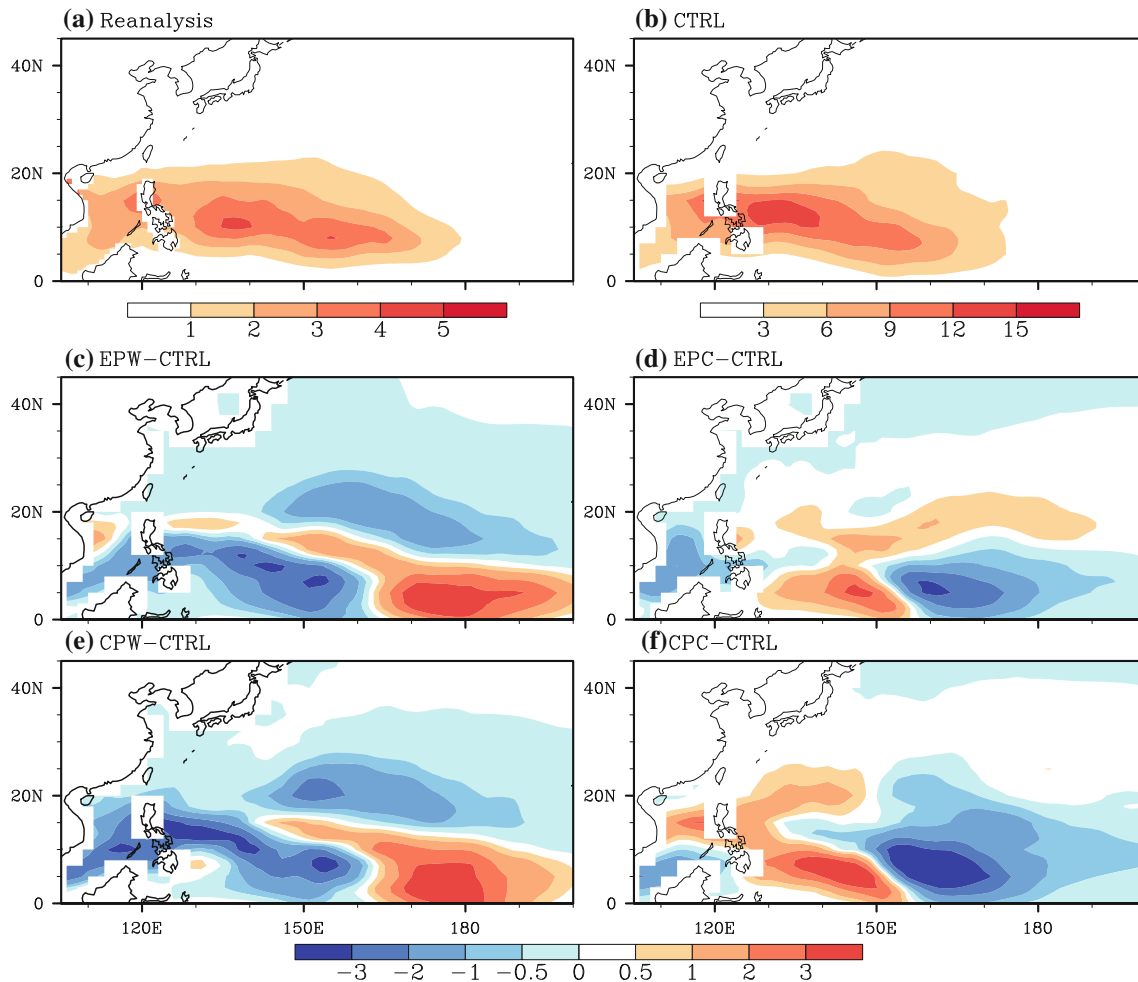 (a) Reanalysis
(b) CTRL
40N
20N
0
40N
20N
0
1 2 3 4 5
3 6 9 12 15
(c) EPW-CTRL
(d) EPC-CTRL
40N
20N
0
40N
20N
0
(e) CPW-CTRL
(f) CPC-CTRL
40N
20N
0
40N
20N
0
120E 150E 180
120E 150E 180
-3 -2 -1 -0.5 0 0.5 1 2 3